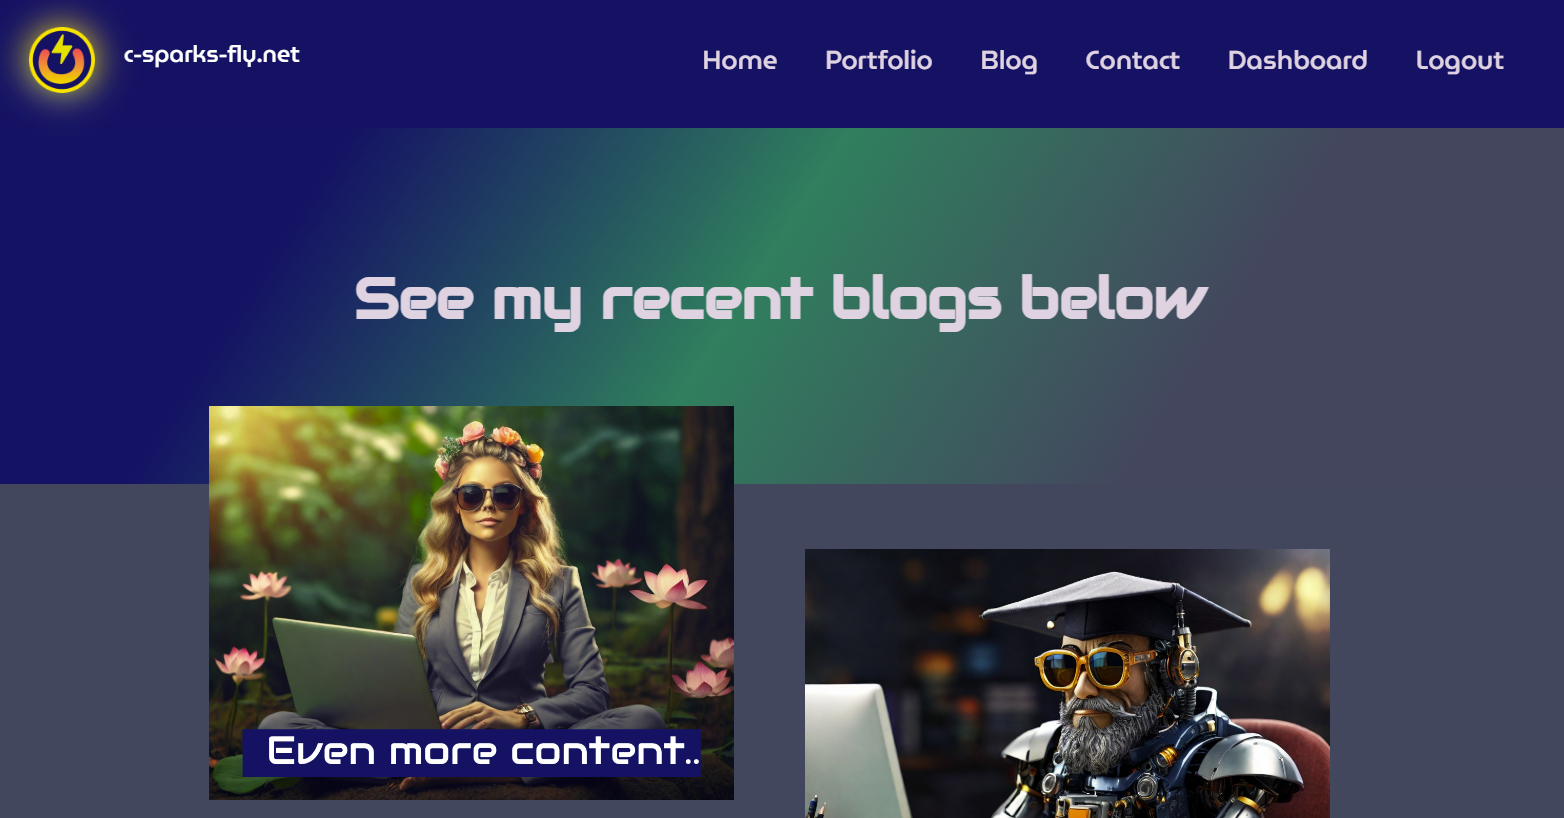 c-sparks-fly.net
Home Portfolio Blog Contact Dashboard Logout
See my recent blogs below
Even more content..